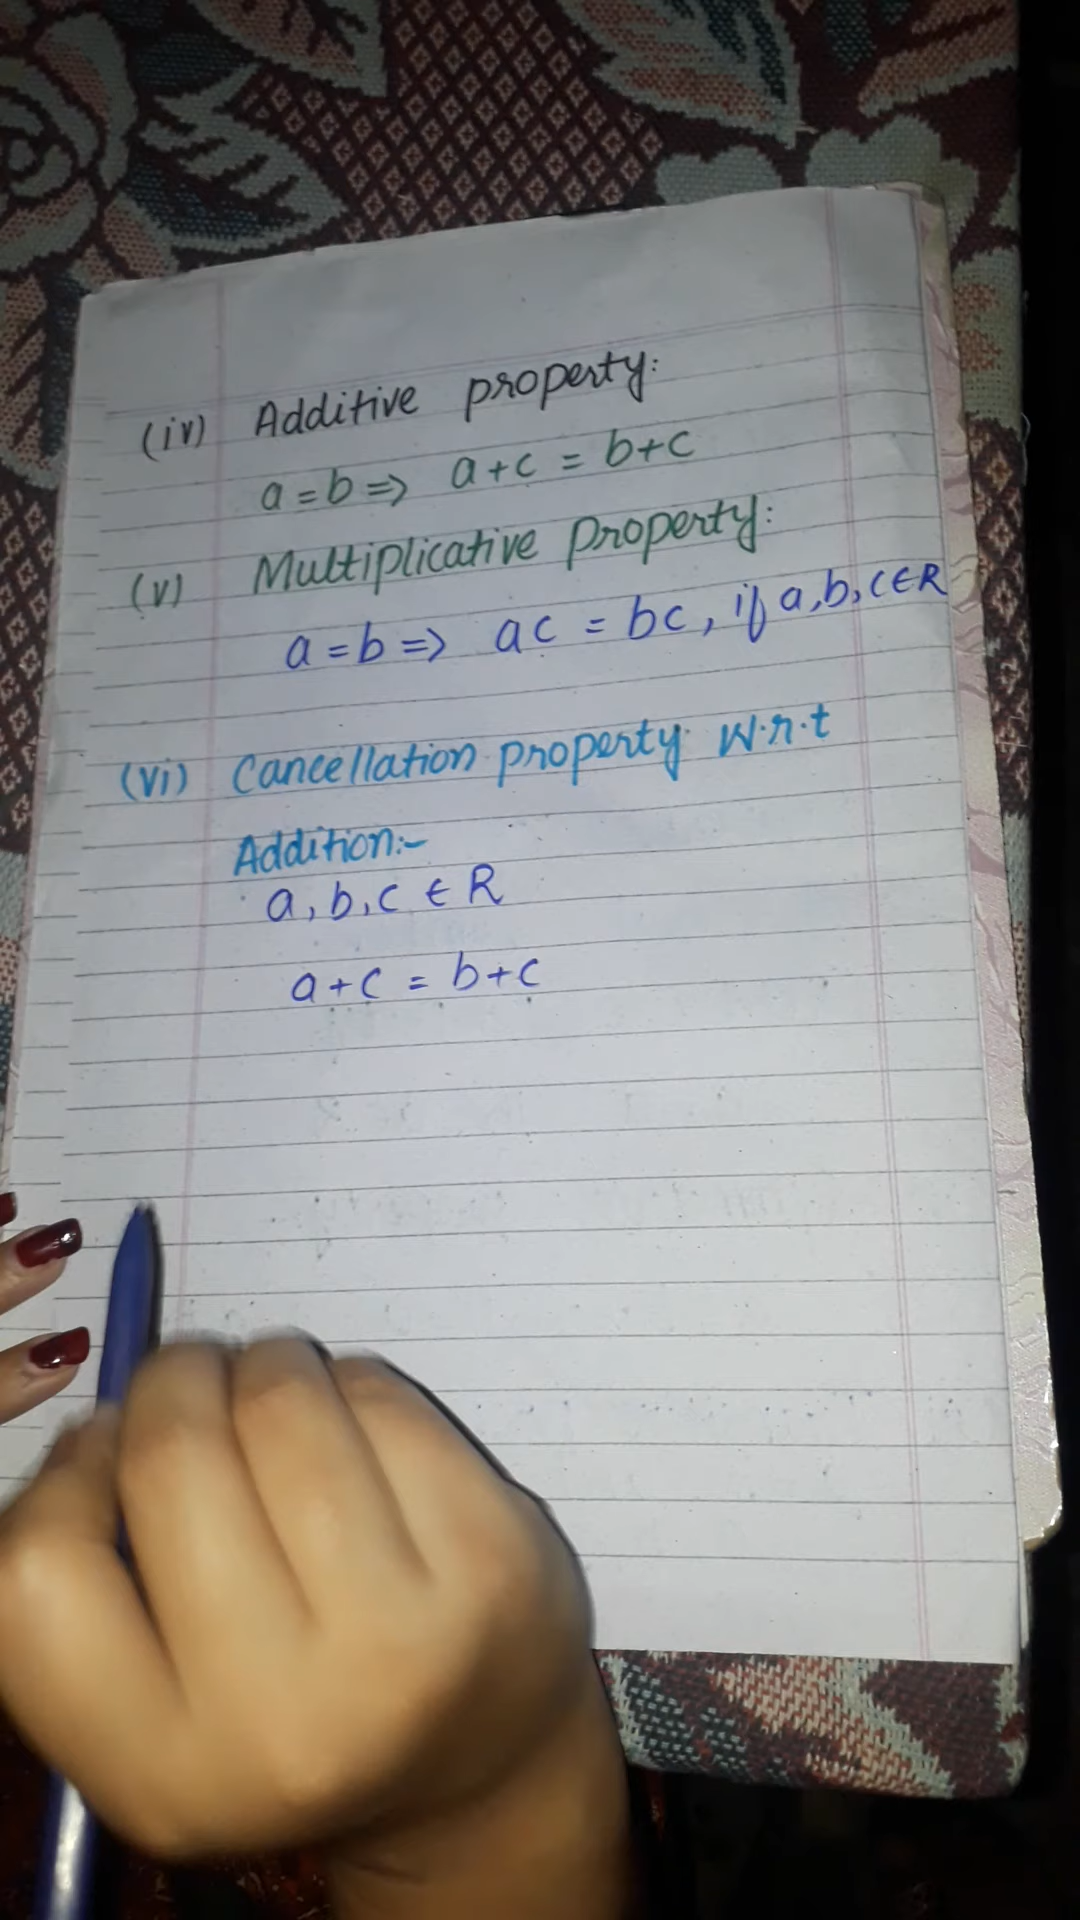 (iv) Additive property:
a = b => a+c = b+c
(v) Multiplicative Property:
a = b => ac = bc, if a,b,c∈R
(vi) Cancellation property W.r.t
Addition:-
a, b, c ∈ R
a+c = b+c